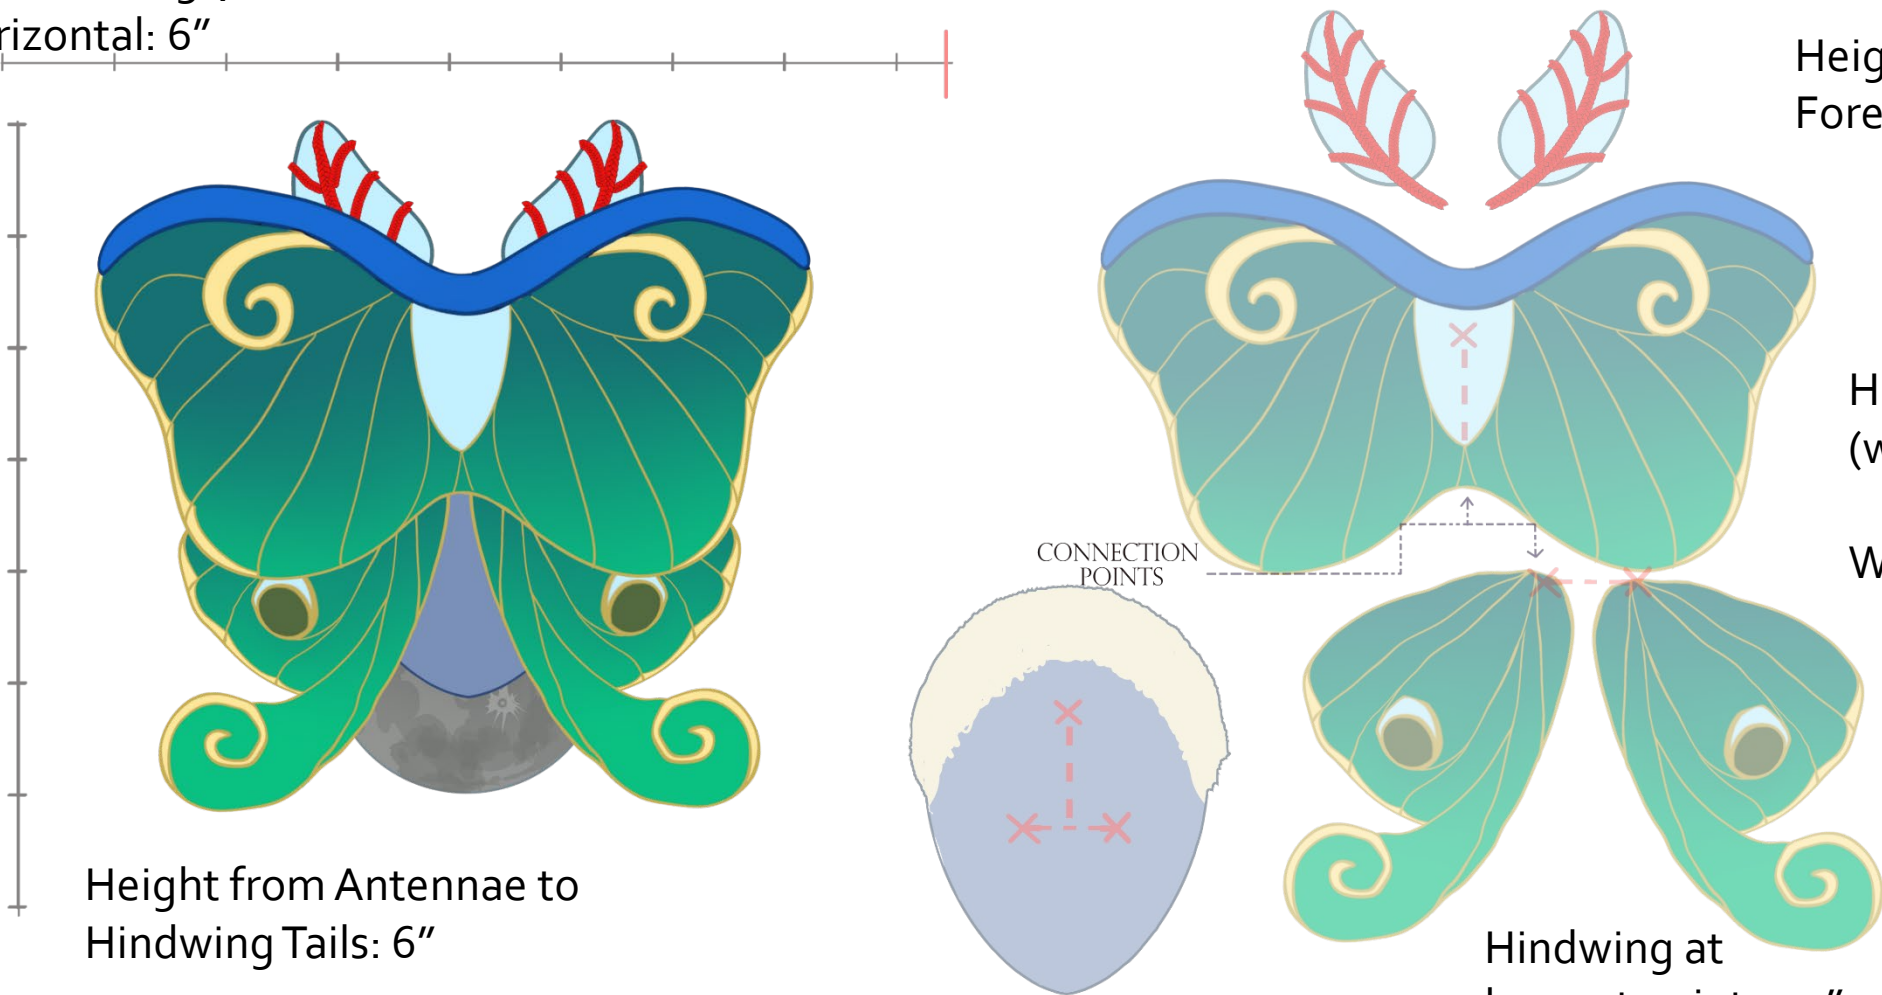 rizontal: 6”
Heig
Fore
H
(w
W
CONNECTION
POINTS
Height from Antennae to
Hindwing Tails: 6”
Hindwing at